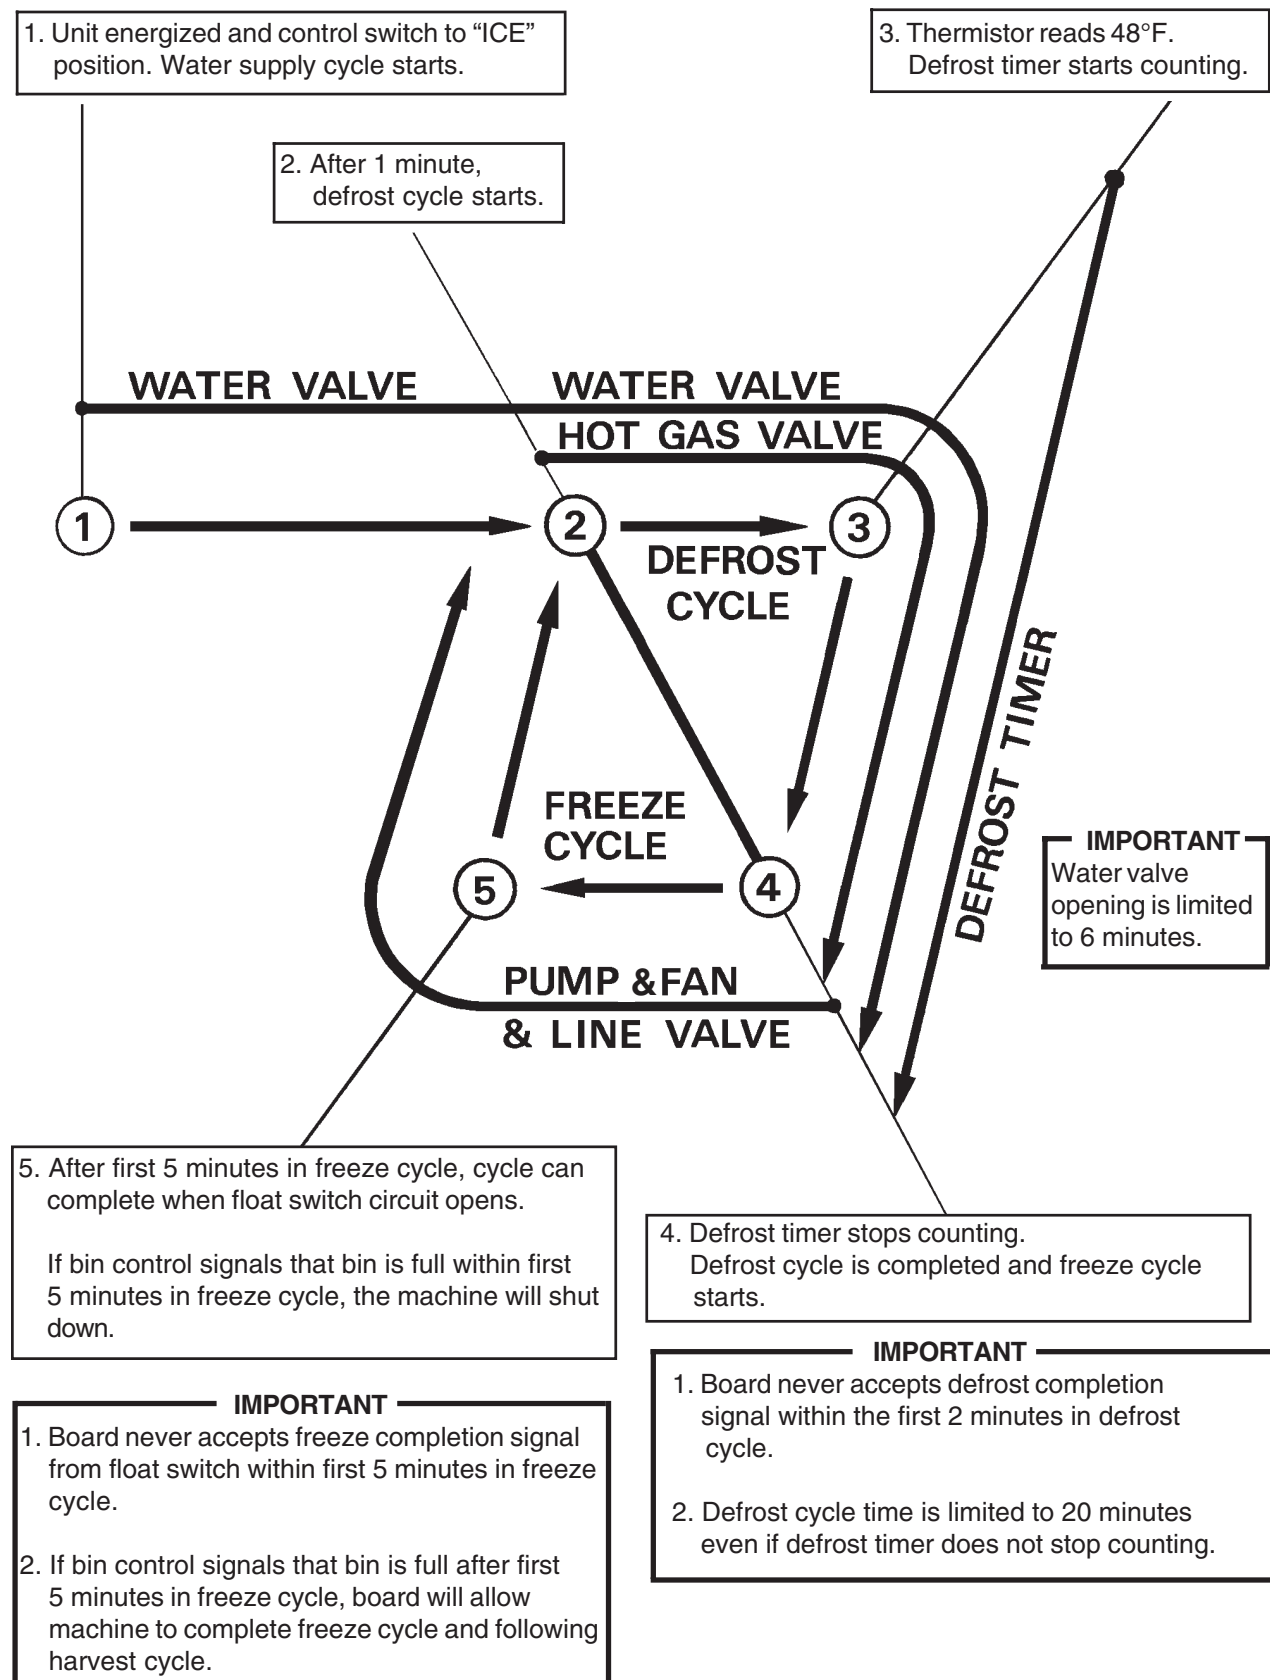 1. Unit energized and control switch to “ICE”
position. Water supply cycle starts.
3. Thermistor reads 48°F.
Defrost timer starts counting.
2. After 1 minute,
defrost cycle starts.
WATER VALVE WATER VALVE
HOT GAS VALVE
1 2 3
DEFROST
CYCLE
DEFROST TIMER
FREEZE
CYCLE
5 4
IMPORTANT
Water valve
opening is limited
to 6 minutes.
PUMP &FAN
& LINE VALVE
5. After first 5 minutes in freeze cycle, cycle can
complete when float switch circuit opens.
If bin control signals that bin is full within first
5 minutes in freeze cycle, the machine will shut
down.
4. Defrost timer stops counting.
Defrost cycle is completed and freeze cycle
starts.
IMPORTANT
1. Board never accepts freeze completion signal
from float switch within first 5 minutes in freeze
cycle.
2. If bin control signals that bin is full after first
5 minutes in freeze cycle, board will allow
machine to complete freeze cycle and following
harvest cycle.
IMPORTANT
1. Board never accepts defrost completion
signal within the first 2 minutes in defrost
cycle.
2. Defrost cycle time is limited to 20 minutes
even if defrost timer does not stop counting.